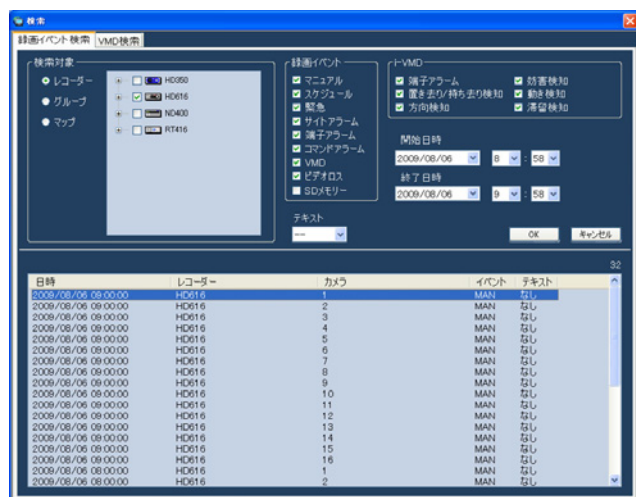 検索
録画イベント検索 VMD検索
検索対象
レコーダー
グループ
マップ
HD350
HD616
ND400
RT416
録画イベント
マニュアル
スケジュール
緊急
サイトアラーム
端子アラーム
コマンドアラーム
VMD
ビデオロス
SDメモリー
i-VMD
端子アラーム 妨害検知
置き去り/持ち去り検知 動き検知
方向検知 滞留検知
開始日時
2009/08/06 8 : 58
終了日時
2009/08/06 9 : 58
テキスト
--
OK キャンセル
32
日時 レコーダー カメラ イベント テキスト
2009/08/06 09:00:00 HD616 1 MAN なし
2009/08/06 09:00:00 HD616 2 MAN なし
2009/08/06 09:00:00 HD616 3 MAN なし
2009/08/06 09:00:00 HD616 4 MAN なし
2009/08/06 09:00:00 HD616 5 MAN なし
2009/08/06 09:00:00 HD616 6 MAN なし
2009/08/06 09:00:00 HD616 7 MAN なし
2009/08/06 09:00:00 HD616 8 MAN なし
2009/08/06 09:00:00 HD616 9 MAN なし
2009/08/06 09:00:00 HD616 10 MAN なし
2009/08/06 09:00:00 HD616 11 MAN なし
2009/08/06 09:00:00 HD616 12 MAN なし
2009/08/06 09:00:00 HD616 13 MAN なし
2009/08/06 09:00:00 HD616 14 MAN なし
2009/08/06 09:00:00 HD616 15 MAN なし
2009/08/06 09:00:00 HD616 16 MAN なし
2009/08/06 08:00:00 HD616 1 MAN なし
2009/08/06 08:00:00 HD616 2 MAN なし